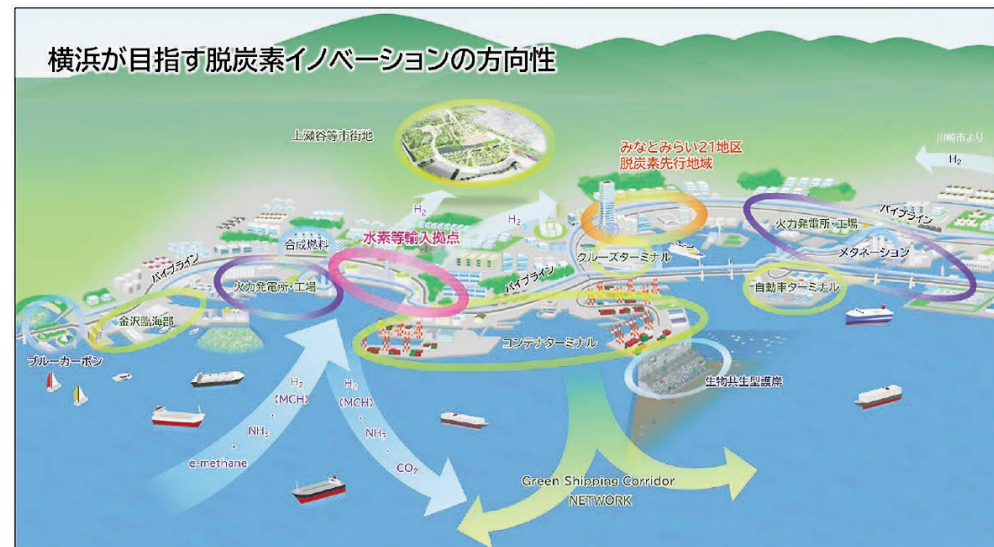 横浜が目指す脱炭素イノベーションの方向性
上瀬谷等市街地
みなとみらい21地区
脱炭素先行地域
川崎市より
H₂
H₂
H₂
水素等輸入拠点
合成燃料
パイプライン
火力発電所・工場
金沢臨海部
ブルーカーボン
パイプライン
クルーズターミナル
火力発電所・工場
パイプライン
メタネーション
自動車ターミナル
コンテナターミナル
生物共生型護岸
H₂
(MCH)
・
NH₃
・
e-methane
H₂
(MCH)
・
NH₃
・
CO₂
Green Shipping Corridor
NETWORK